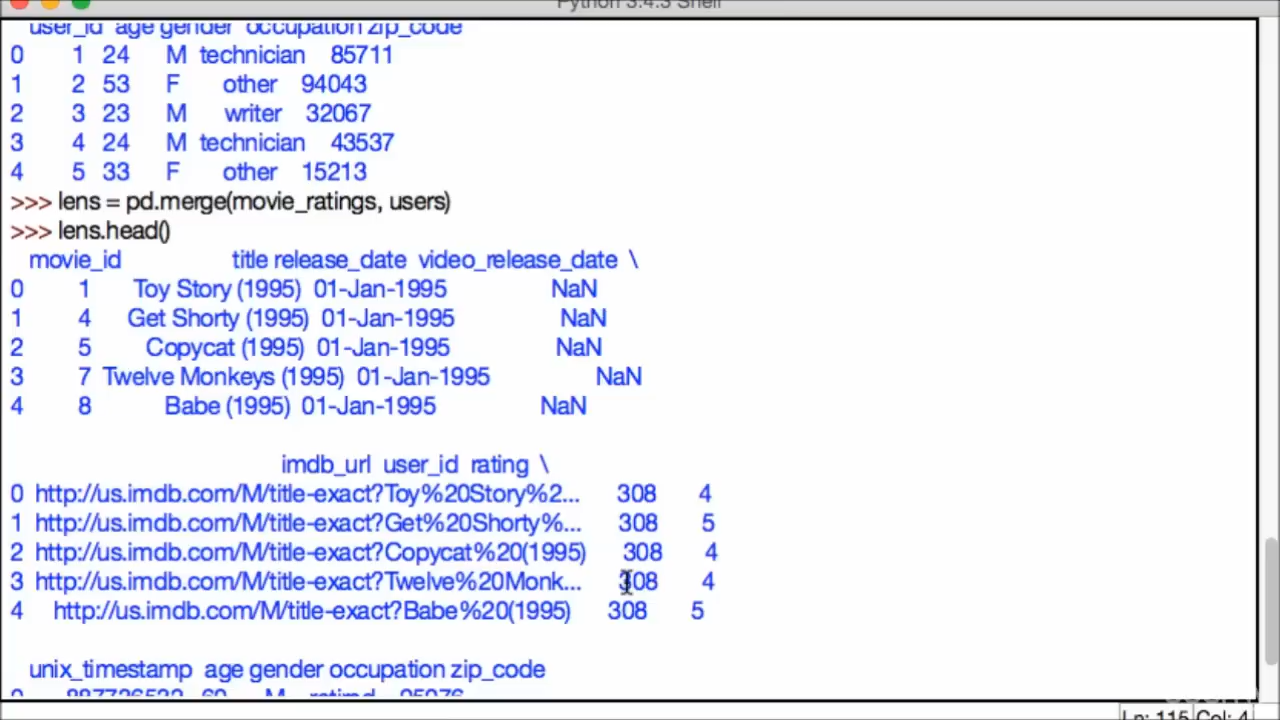 Python 3.4.3 Shell
user_id age gender occupation zip_code
0 1 24 M technician 85711
1 2 53 F other 94043
2 3 23 M writer 32067
3 4 24 M technician 43537
4 5 33 F other 15213
>>> lens = pd.merge(movie_ratings, users)
>>> lens.head()
movie_id title release_date video_release_date \
0 1 Toy Story (1995) 01-Jan-1995 NaN
1 4 Get Shorty (1995) 01-Jan-1995 NaN
2 5 Copycat (1995) 01-Jan-1995 NaN
3 7 Twelve Monkeys (1995) 01-Jan-1995 NaN
4 8 Babe (1995) 01-Jan-1995 NaN
imdb_url user_id rating \
0 http://us.imdb.com/M/title-exact?Toy%20Story%2... 308 4
1 http://us.imdb.com/M/title-exact?Get%20Shorty%... 308 5
2 http://us.imdb.com/M/title-exact?Copycat%20(1995) 308 4
3 http://us.imdb.com/M/title-exact?Twelve%20Monk... 308 4
4 http://us.imdb.com/M/title-exact?Babe%20(1995) 308 5
unix_timestamp age gender occupation zip_code
0 60 M retired
Ln: 115 Col: 4